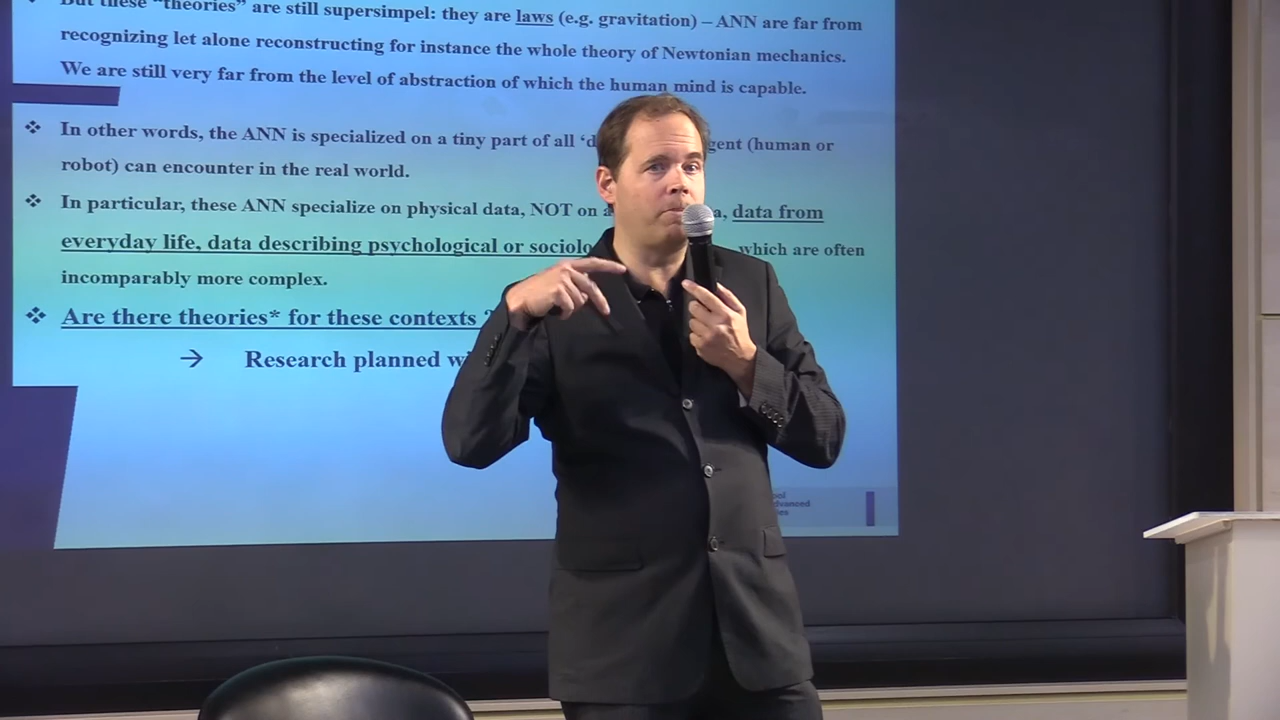 But these “theories” are still supersimpel: they are laws (e.g. gravitation) – ANN are far from
recognizing let alone reconstructing for instance the whole theory of Newtonian mechanics.
We are still very far from the level of abstraction of which the human mind is capable.
In other words, the ANN is specialized on a tiny part of all ‘d gent (human or
robot) can encounter in the real world.
In particular, these ANN specialize on physical data, NOT on a, data from
everyday life, data describing psychological or sociolo which are often
incomparably more complex.
Are there theories* for these contexts ?
→ Research planned wi
ool
dvanced
ies